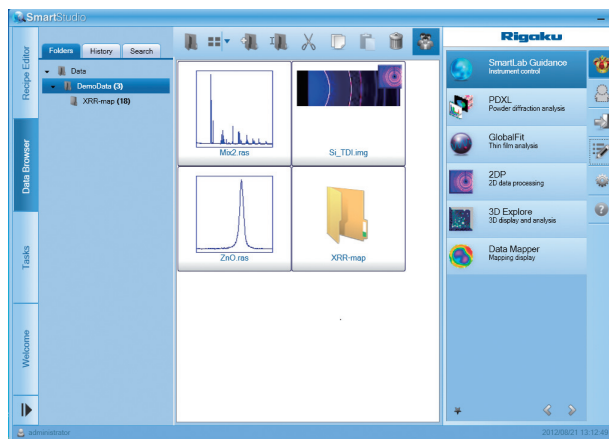 SmartStudio
Recipe Editor
Data Browser
Tasks
Welcome
Folders History Search
Data
DemoData (3)
XRR-map (18)
Mix2.ras
Si_TDI.img
ZnO.ras
XRR-map
Rigaku
SmartLab Guidance
Instrument control
PDXL
Powder diffraction analysis
GlobalFit
Thin film analysis
2DP
2D data processing
3D Explore
3D display and analysis
Data Mapper
Mapping display
administrator
2012/08/21 13:12:49